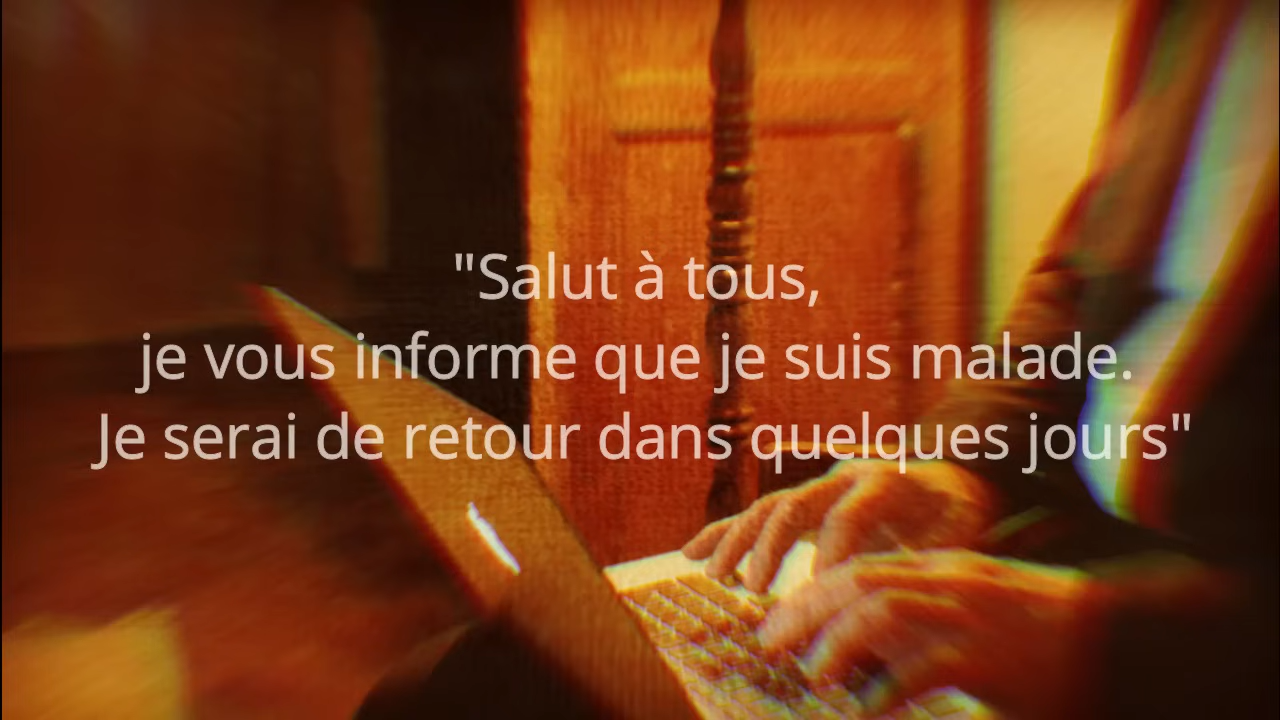 "Salut à tous,
je vous informe que je suis malade.
Je serai de retour dans quelques jours"